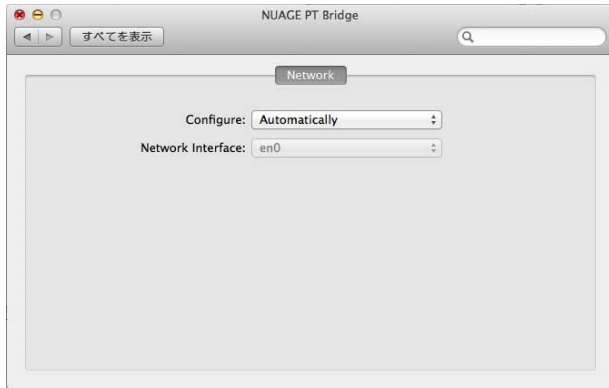 NUAGE PT Bridge
すべてを表示
Network
Configure: Automatically
Network Interface: en0